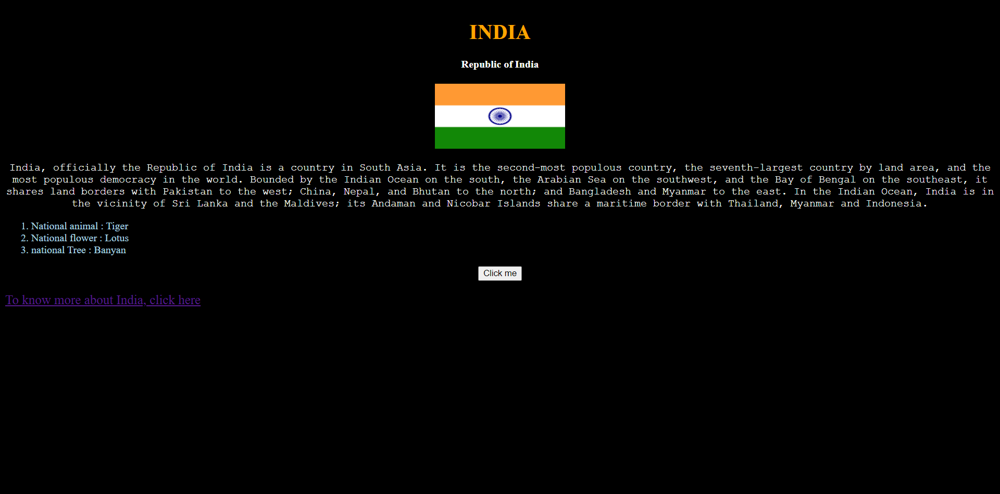 INDIA
Republic of India
India, officially the Republic of India is a country in South Asia. It is the second-most populous country, the seventh-largest country by land area, and the
most populous democracy in the world. Bounded by the Indian Ocean on the south, the Arabian Sea on the southwest, and the Bay of Bengal on the southeast, it
shares land borders with Pakistan to the west; China, Nepal, and Bhutan to the north; and Bangladesh and Myanmar to the east. In the Indian Ocean, India is in
the vicinity of Sri Lanka and the Maldives; its Andaman and Nicobar Islands share a maritime border with Thailand, Myanmar and Indonesia.
1. National animal : Tiger
2. National flower : Lotus
3. national Tree : Banyan
Click me
To know more about India, click here